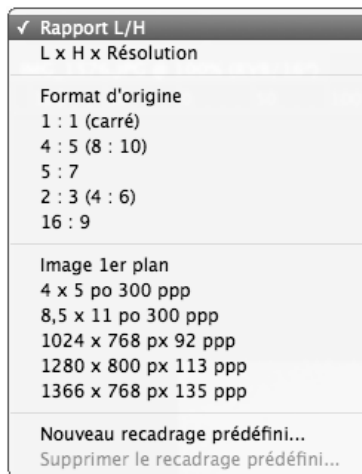 ✓ Rapport L/H
L x H x Résolution
Format d'origine
1 : 1 (carré)
4 : 5 (8 : 10)
5 : 7
2 : 3 (4 : 6)
16 : 9
Image 1er plan
4 x 5 po 300 ppp
8,5 x 11 po 300 ppp
1024 x 768 px 92 ppp
1280 x 800 px 113 ppp
1366 x 768 px 135 ppp
Nouveau recadrage prédéfini...
Supprimer le recadrage prédéfini...